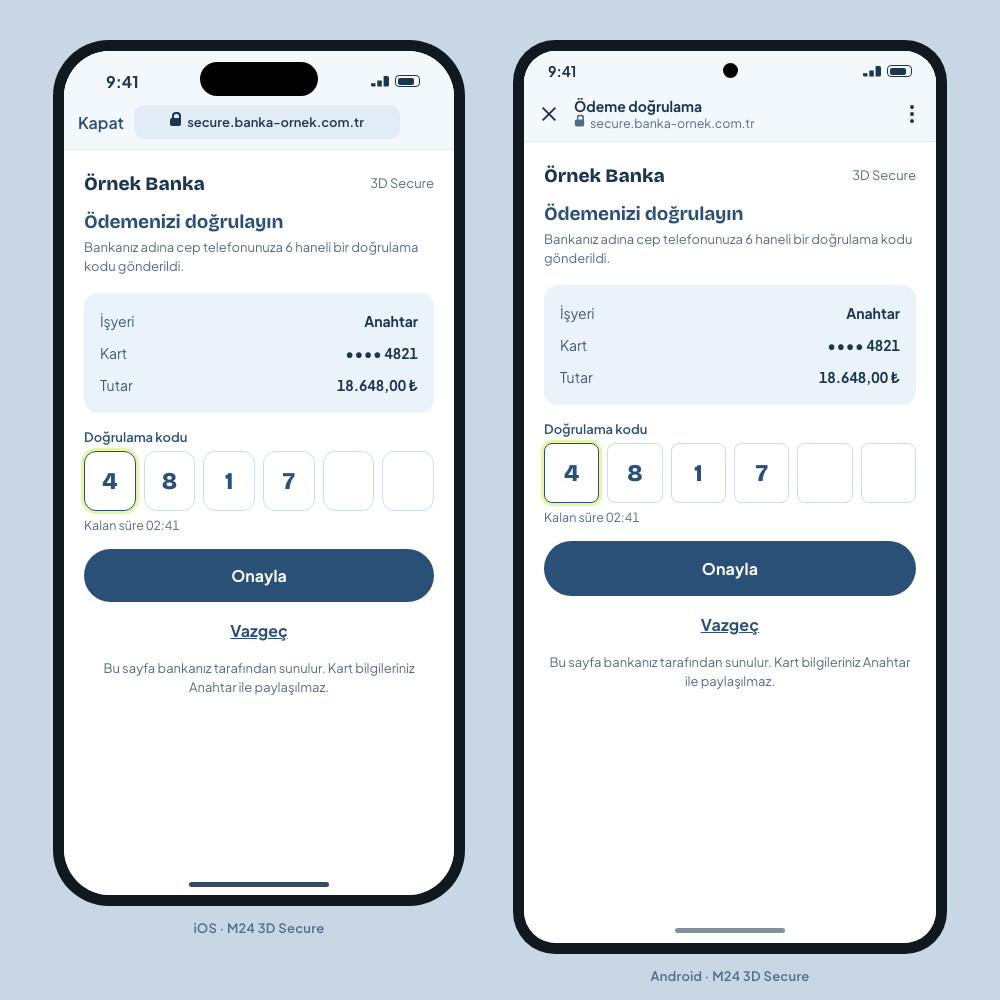 9:41
Kapat
secure.banka-ornek.com.tr
Örnek Banka
3D Secure
Ödemenizi doğrulayın
Bankanız adına cep telefonunuza 6 haneli bir doğrulama
kodu gönderildi.
İşyeri
Anahtar
Kart
•••• 4821
Tutar
18.648,00 ₺
Doğrulama kodu
4 8 1 7
Kalan süre 02:41
Onayla
Vazgeç
Bu sayfa bankanız tarafından sunulur. Kart bilgileriniz
Anahtar ile paylaşılmaz.
iOS · M24 3D Secure
9:41
Ödeme doğrulama
secure.banka-ornek.com.tr
Örnek Banka
3D Secure
Ödemenizi doğrulayın
Bankanız adına cep telefonunuza 6 haneli bir doğrulama kodu
gönderildi.
İşyeri
Anahtar
Kart
•••• 4821
Tutar
18.648,00 ₺
Doğrulama kodu
4 8 1 7
Kalan süre 02:41
Onayla
Vazgeç
Bu sayfa bankanız tarafından sunulur. Kart bilgileriniz Anahtar
ile paylaşılmaz.
Android · M24 3D Secure